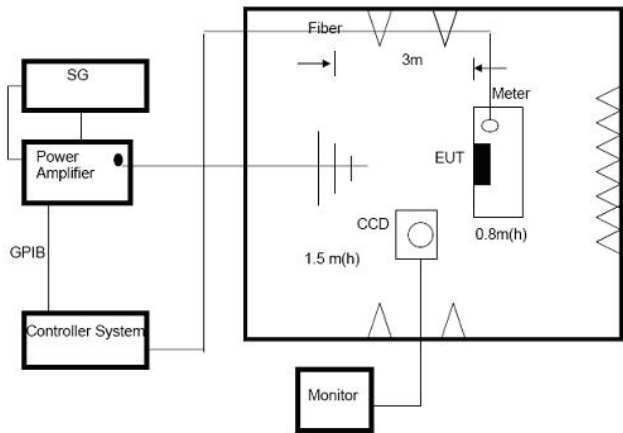 Fiber
3m
SG
Meter
Power
Amplifier
EUT
CCD
0.8m(h)
GPIB
1.5 m(h)
Controller System
Monitor